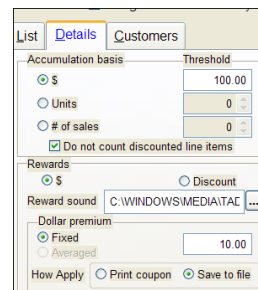 List Details Customers
Accumulation basis Threshold
$ 100.00
Units 0
# of sales 0
Do not count discounted line items
Rewards
$ Discount
Reward sound C:\WINDOWS\MEDIA\TAD ...
Dollar premium
Fixed 10.00
Averaged
How Apply Print coupon Save to file